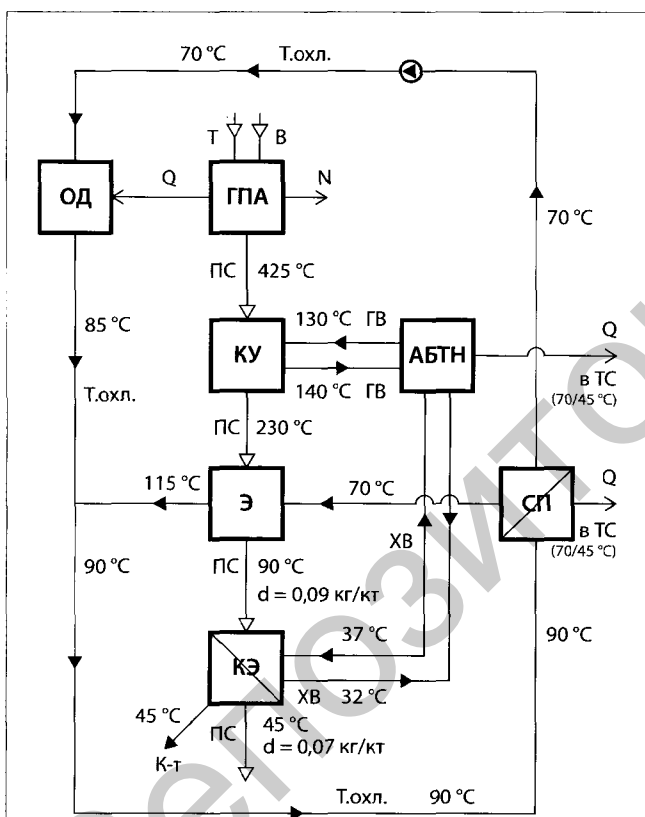 70 °C Т.охл.
Т В
ОД Q ГПА N
70 °C
ПС 425 °C
85 °C
130 °C ГВ
КУ АБТН Q
в ТС
(70/45 °C)
140 °C ГВ
Т.охл.
ПС 230 °C
115 °C Э 70 °C СП Q
в ТС
(70/45 °C)
ХВ
90 °C ПС 90 °C
d = 0,09 кг/кт
90 °C
37 °C
КЭ
ХВ 32 °C
45 °C ПС 45 °C
d = 0,07 кг/кт
К-т
Т.охл. 90 °C
епозито